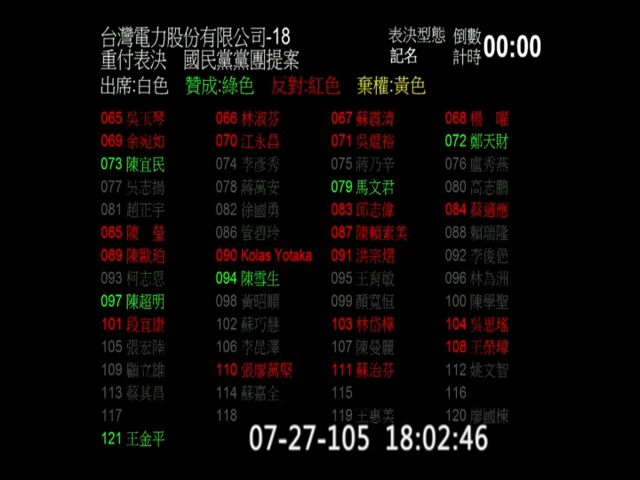 台灣電力股份有限公司-18 表決型態 倒數 00:00
重付表決 國民黨黨團提案 記名 計時
出席:白色 贊成:綠色 反對:紅色 棄權:黃色
065 吳玉琴 066 林淑芬 067 蘇震清 068 楊 曜
069 余宛如 070 江永昌 071 吳焜裕 072 鄭天財
073 陳宜民 074 李彥秀 075 蔣乃辛 076 盧秀燕
077 吳志揚 078 蔣萬安 079 馬文君 080 高志鵬
081 趙正宇 082 徐國勇 083 邱志偉 084 蔡適應
085 陳 瑩 086 管碧玲 087 陳賴素美 088 賴瑞隆
089 陳歐珀 090 Kolas Yotaka 091 洪宗熠 092 李俊俋
093 柯志恩 094 陳雪生 095 王育敏 096 林為洲
097 陳超明 098 黃昭順 099 顏寬恒 100 陳學聖
101 段宜康 102 蘇巧慧 103 林岱樺 104 吳思瑤
105 張宏陸 106 李昆澤 107 陳曼麗 108 王榮璋
109 顧立雄 110 張廖萬堅 111 蘇治芬 112 姚文智
113 蔡其昌 114 蘇嘉全 115 116
117 118 119 王惠美 120 廖國棟
121 王金平 07-27-105 18:02:46